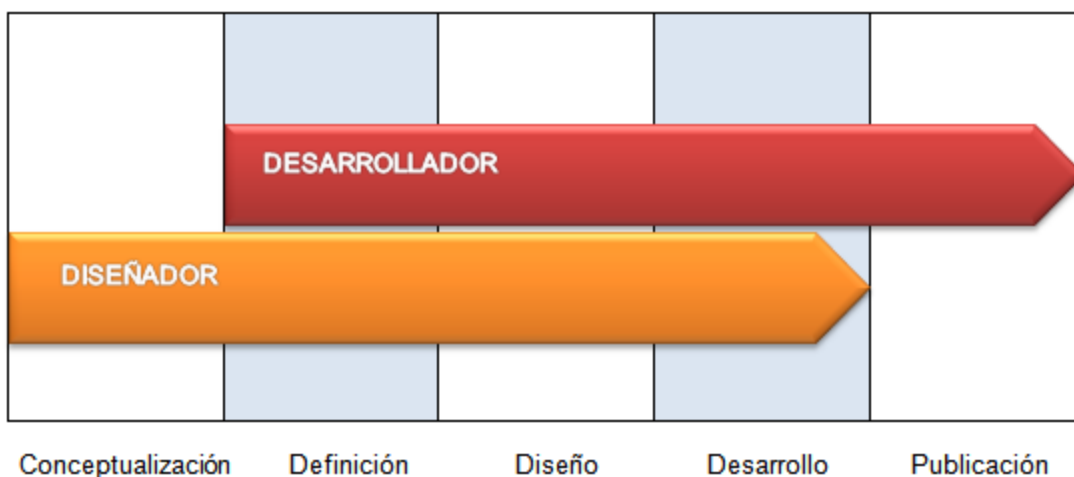 DESARROLLADOR
DISEÑADOR
Conceptualización Definición Diseño Desarrollo Publicación